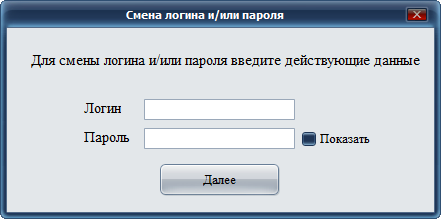 Смена логина и/или пароля
Для смены логина и/или пароля введите действующие данные
Логин
Пароль
Показать
Далее